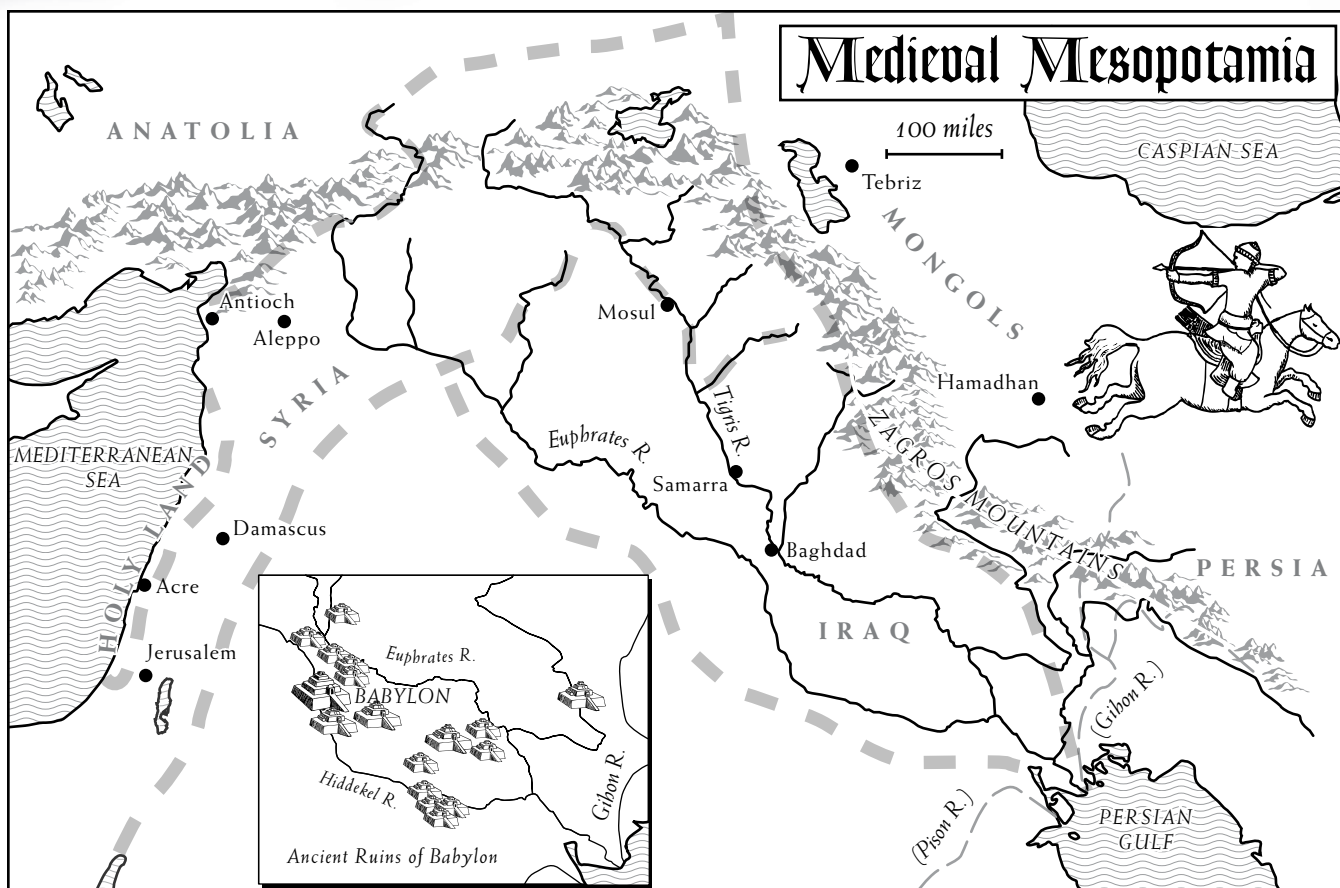 Medieval Mesopotamia
100 miles
CASPIAN SEA
ANATOLIA
Tebriz
MONGOLS
Antioch
Aleppo
Mosul
SYRIA
Hamadhan
Tigris R.
Euphrates R.
ZAGROS MOUNTAINS
MEDITERRANEAN
SEA
HOLY LAND
Samarra
Damascus
Baghdad
PERSIA
Acre
IRAQ
Jerusalem
(Gihon R.)
(Pison R.)
PERSIAN
GULF
Euphrates R.
BABYLON
Hiddekel R.
Gihon R.
Ancient Ruins of Babylon